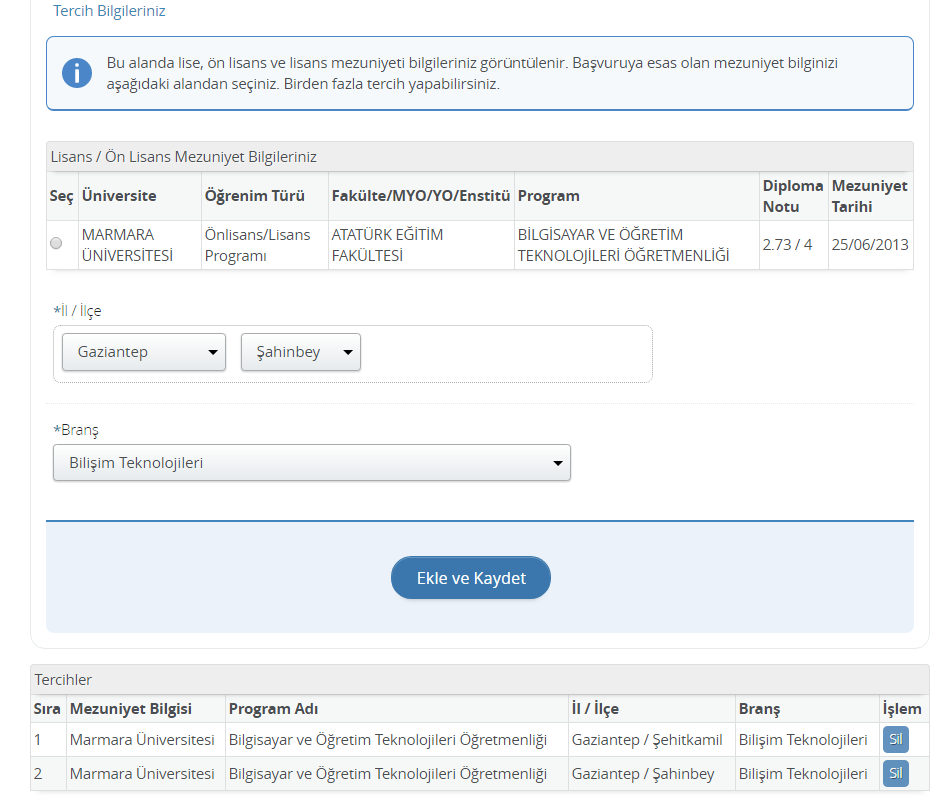 Tercih Bilgileriniz
Bu alanda lise, ön lisans ve lisans mezuniyeti bilgileriniz görüntülenir. Başvuruya esas olan mezuniyet bilginizi
aşağıdaki alandan seçiniz. Birden fazla tercih yapabilirsiniz.
Lisans / Ön Lisans Mezuniyet Bilgileriniz
Seç Üniversite Öğrenim Türü Fakülte/MYO/YO/Enstitü Program Diploma Notu Mezuniyet Tarihi
MARMARA ÜNİVERSİTESİ Önlisans/Lisans Programı ATATÜRK EĞİTİM FAKÜLTESİ BİLGİSAYAR VE ÖĞRETİM TEKNOLOJİLERİ ÖĞRETMENLİĞİ 2.73 / 4 25/06/2013
*İl / İlçe
Gaziantep Şahinbey
*Branş
Bilişim Teknolojileri
Ekle ve Kaydet
Tercihler
Sıra Mezuniyet Bilgisi Program Adı İl / İlçe Branş İşlem
1 Marmara Üniversitesi Bilgisayar ve Öğretim Teknolojileri Öğretmenliği Gaziantep / Şehitkamil Bilişim Teknolojileri Sil
2 Marmara Üniversitesi Bilgisayar ve Öğretim Teknolojileri Öğretmenliği Gaziantep / Şahinbey Bilişim Teknolojileri Sil